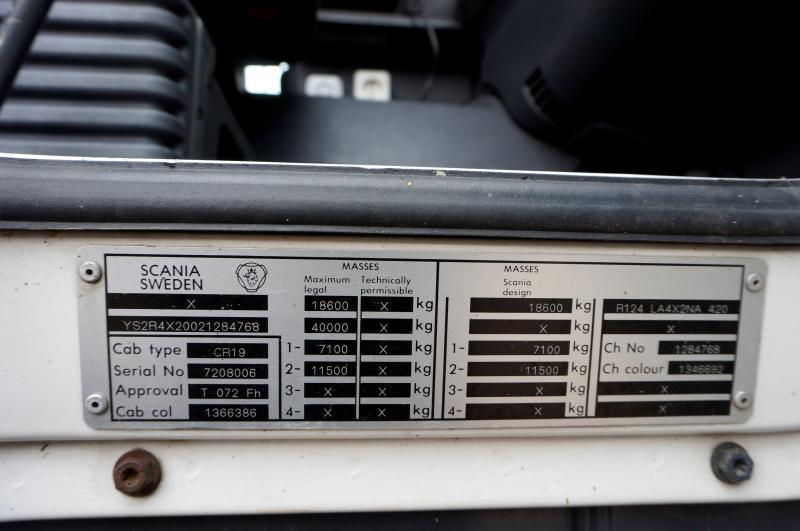 SCANIA
SWEDEN
X
YS2R4X20021284768
Cab type CR19
Serial No 7208006
Approval T 072 Fh
Cab col 1366386
MASSES
Maximum legal Technically permissible
18600 X kg
40000 X kg
1- 7100 X kg
2- 11500 X kg
3- X X kg
4- X X kg
MASSES
Scania design
18600 kg
X kg
1- 7100 kg
2- 11500 kg
3- X kg
4- X kg
R124 LA4X2NA 420
X
Ch No 1284768
Ch colour 1346692
X
X